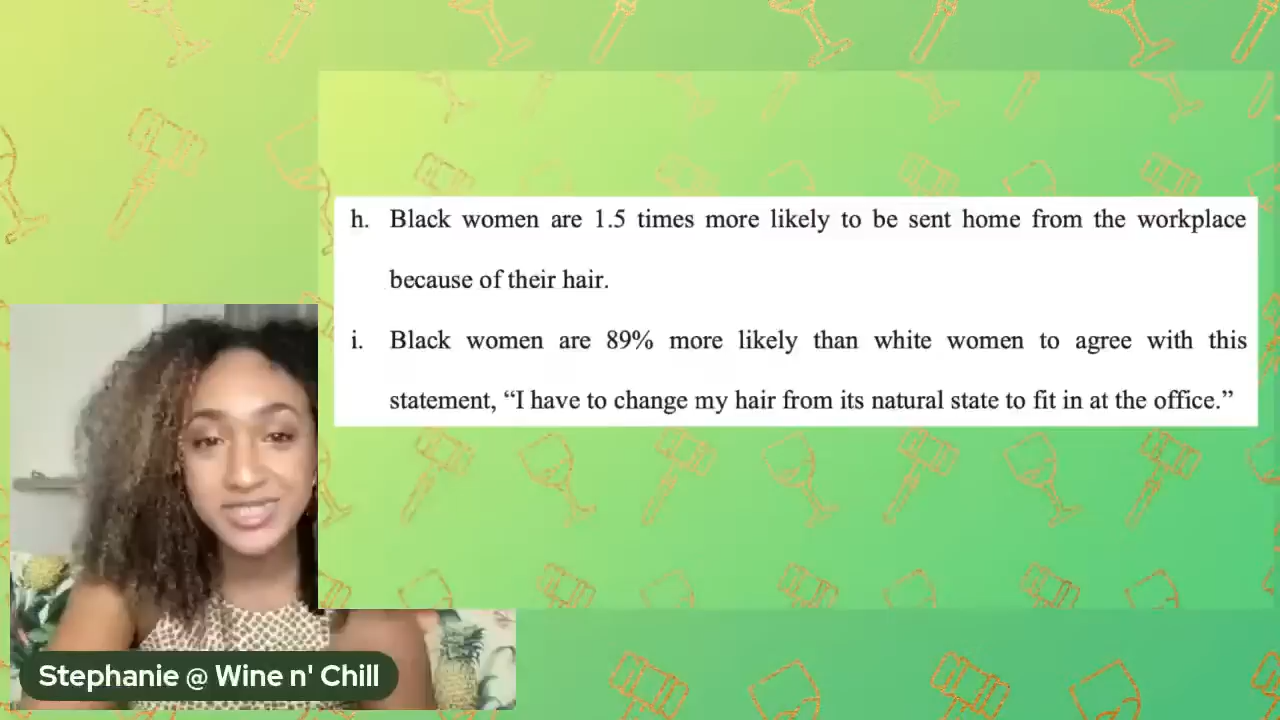 h. Black women are 1.5 times more likely to be sent home from the workplace
because of their hair.
i. Black women are 89% more likely than white women to agree with this
statement, “I have to change my hair from its natural state to fit in at the office.”
Stephanie @ Wine n' Chill